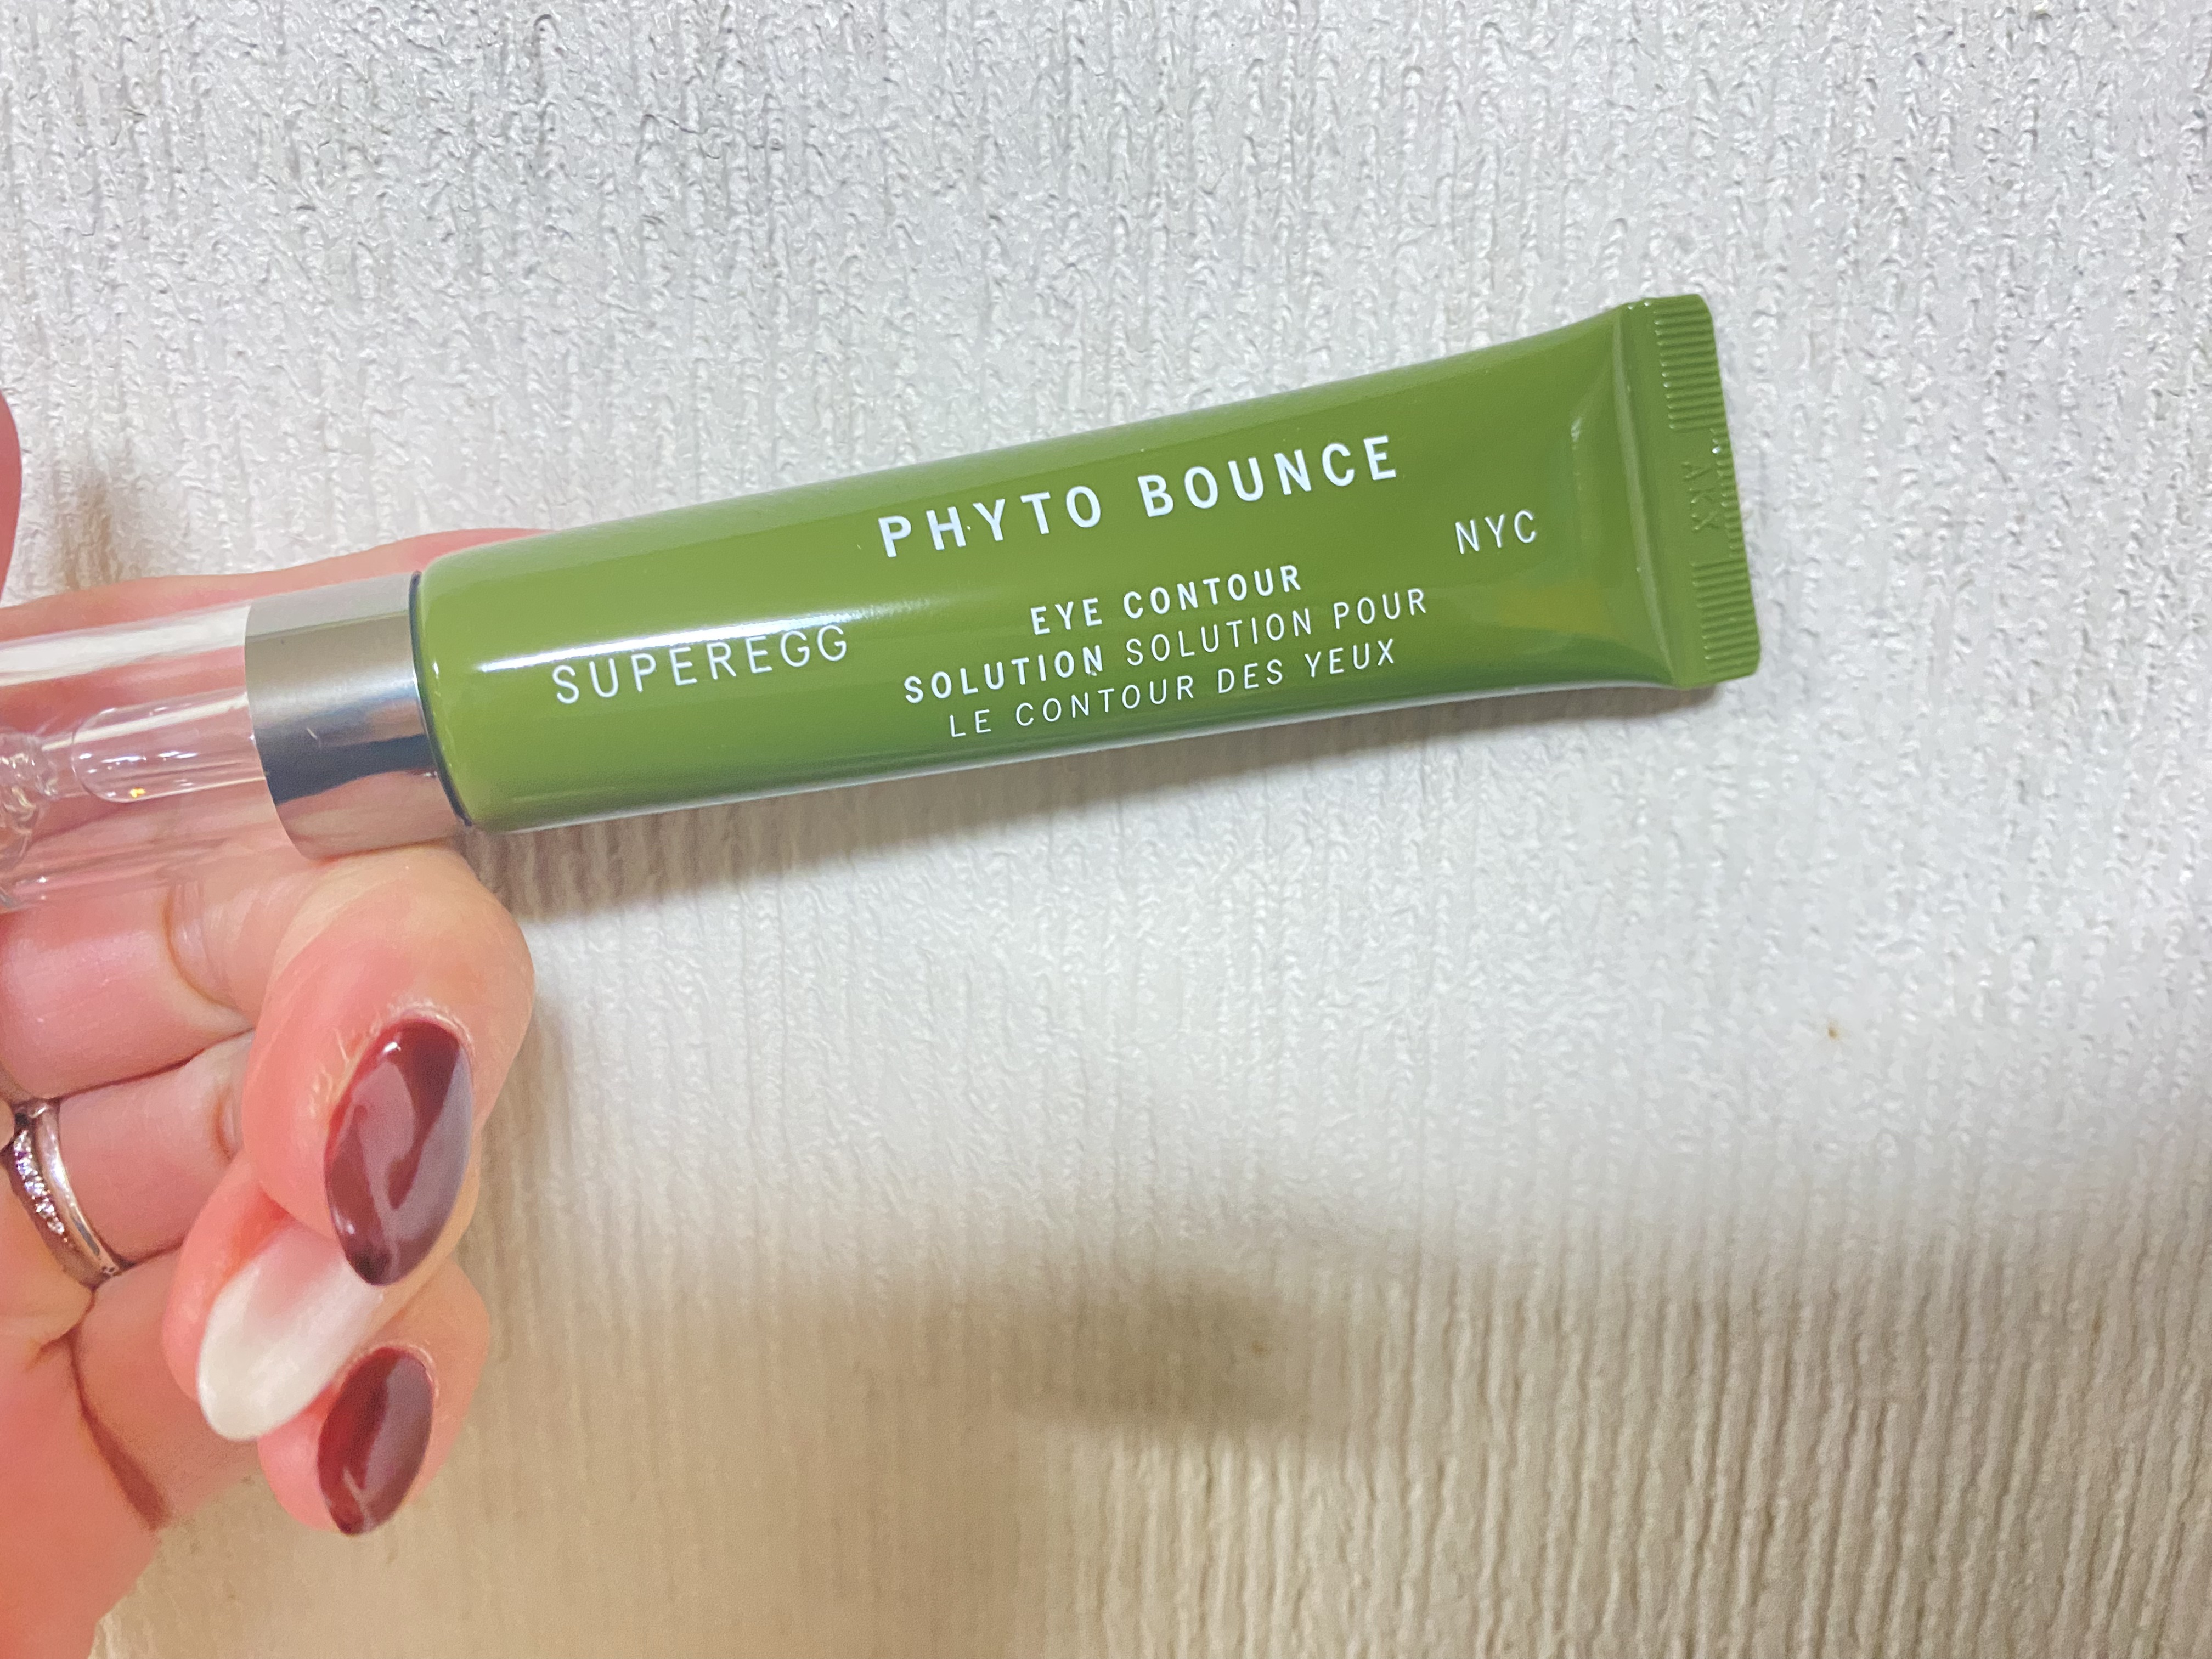 PHYTO BOUNCE
SUPEREGG
EYE CONTOUR
SOLUTION SOLUTION POUR
LE CONTOUR DES YEUX
NYC